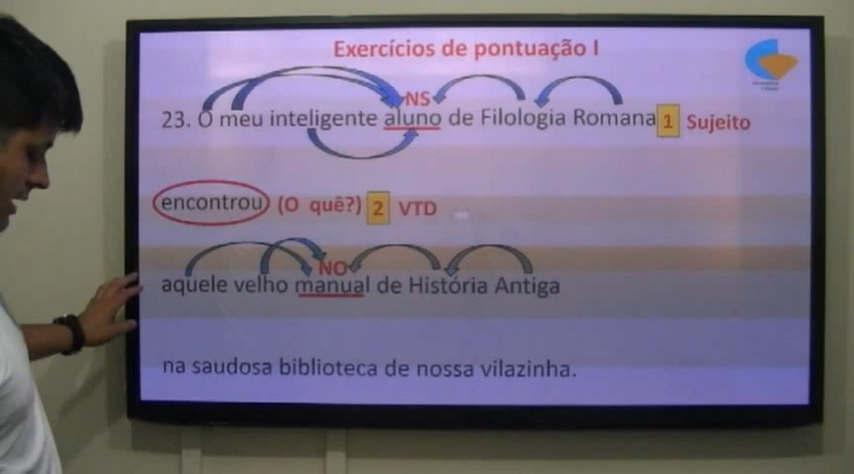 Exercícios de pontuação I
NS
23. O meu inteligente aluno de Filologia Romana 1 Sujeito
encontrou (O quê?) 2 VTD
NO
aquele velho manual de História Antiga
na saudosa biblioteca de nossa vilazinha.